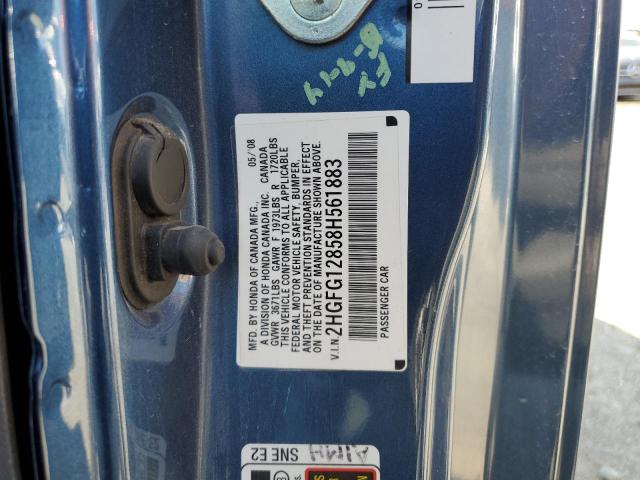 MFD. BY HONDA OF CANADA MFG.,    05/'08
A DIVISION OF HONDA CANADA INC.    CANADA
GVWR 3671LBS GAWR F 1973LBS R 1720LBS
THIS VEHICLE CONFORMS TO ALL APPLICABLE
FEDERAL MOTOR VEHICLE SAFETY, BUMPER,
AND THEFT PREVENTION STANDARDS IN EFFECT
ON THE DATE OF MANUFACTURE SHOWN ABOVE.
V.I.N. 2HGFG12858H561883
PASSENGER CAR
SNE E2